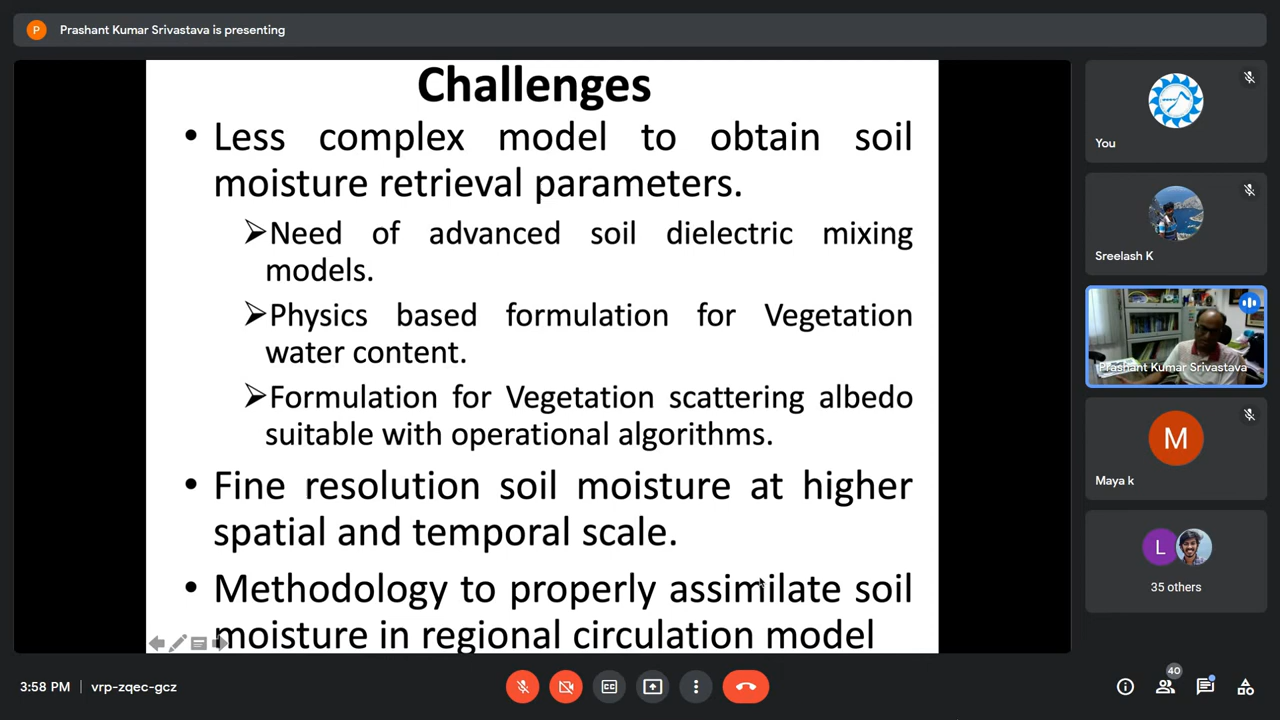 P
Prashant Kumar Srivastava is presenting
Challenges
• Less complex model to obtain soil
moisture retrieval parameters.
➢Need of advanced soil dielectric mixing
models.
➢Physics based formulation for Vegetation
water content.
➢Formulation for Vegetation scattering albedo
suitable with operational algorithms.
• Fine resolution soil moisture at higher
spatial and temporal scale.
• Methodology to properly assimilate soil
moisture in regional circulation model
You
Sreelash K
Prashant Kumar Srivastava
M
Maya k
L
35 others
3:58 PM | vrp-zqec-gcz
CC
40